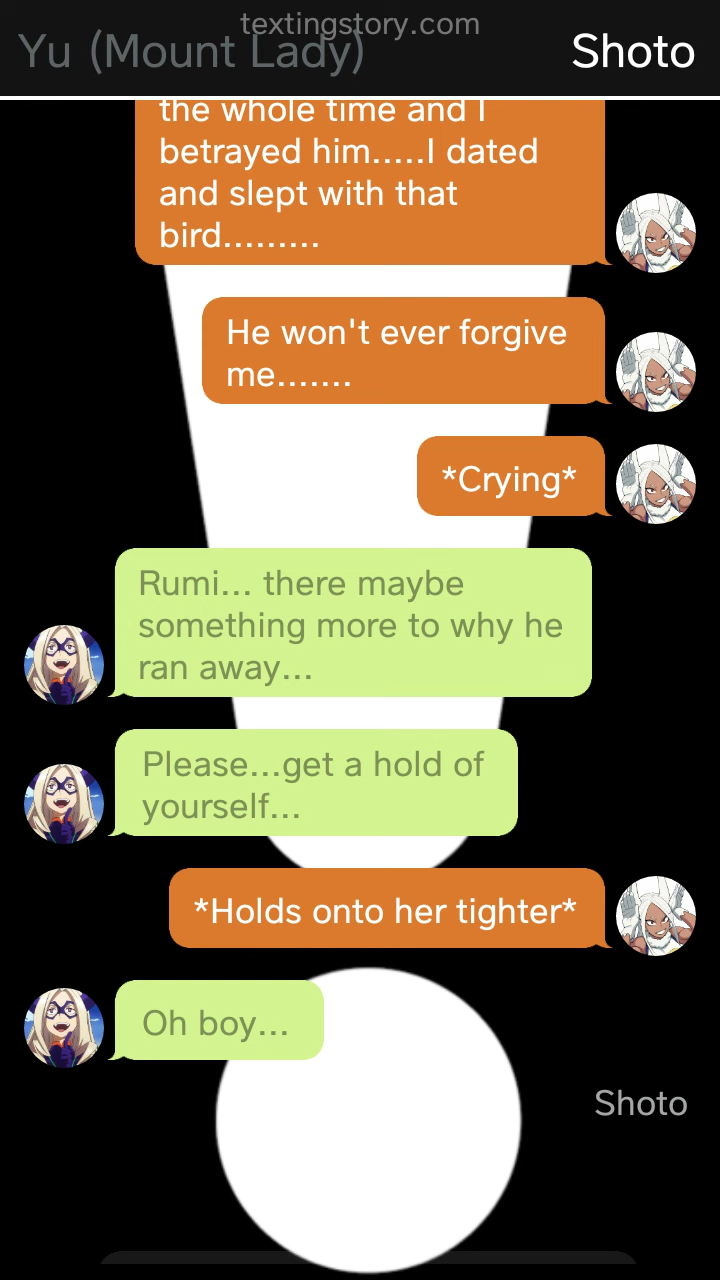 textingstory.com
Yu (Mount Lady)
Shoto
the whole time and I
betrayed him.....I dated
and slept with that
bird.........
He won't ever forgive
me.......
*Crying*
Rumi... there maybe
something more to why he
ran away...
Please...get a hold of
yourself...
*Holds onto her tighter*
Oh boy...
Shoto